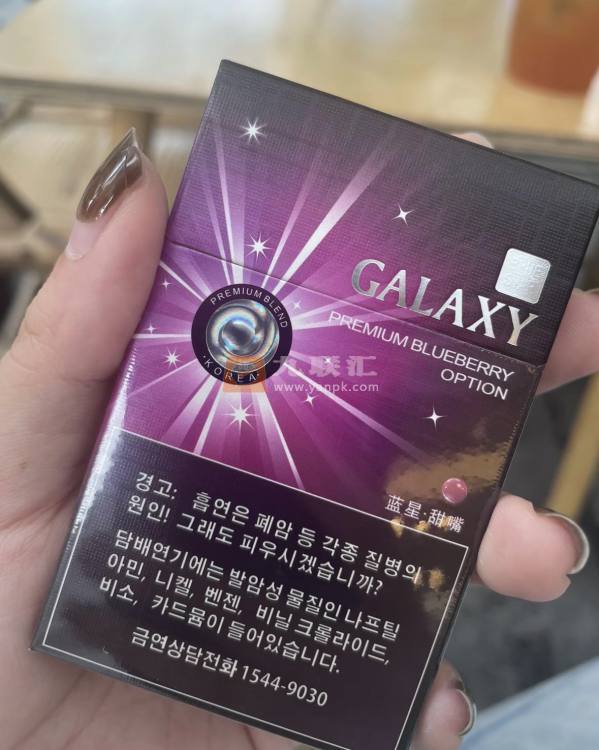 GALAXY
PREMIUM BLUEBERRY
OPTION
PREMIUM BLEND
·KOREA·
九联汇
www.yanpk.com
蓝星·甜嘴
경고: 흡연은 폐암 등 각종 질병의
원인! 그래도 피우시겠습니까?
담배연기에는 발암성 물질인 나프틸
아민, 니켈, 벤젠, 비닐 크롤라이드,
비소, 카드뮴이 들어있습니다.
금연상담전화 1544-9030